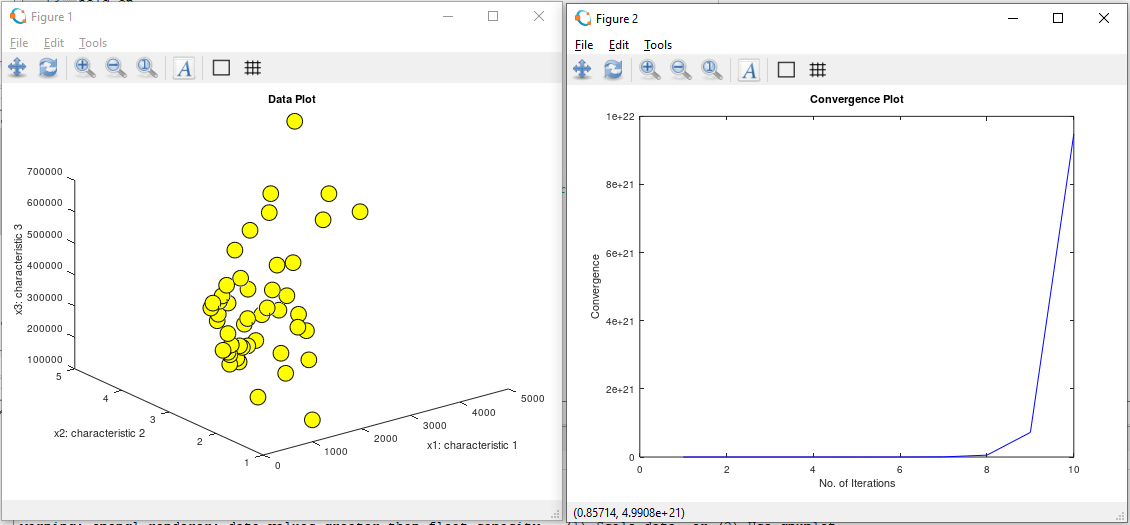 Figure 1
File Edit Tools
A
Data Plot
700000
600000
500000
400000
300000
200000
100000
x3: characteristic 3
5
4
3
2
1
x2: characteristic 2
0
1000
2000
3000
4000
5000
x1: characteristic 1
Figure 2
File Edit Tools
A
Convergence Plot
1e+22
8e+21
6e+21
4e+21
2e+21
0
Convergence
0 2 4 6 8 10
No. of Iterations
(0.85714, 4.9908e+21)